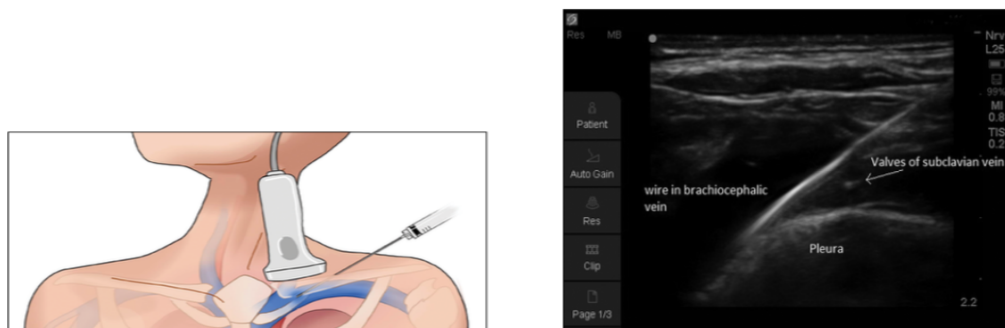 Res MB
Nrv
L25
99%
MI
0.8
TIS
0.2
Patient
Auto Gain
Res
Clip
Page 1/3
Valves of subclavian vein
wire in brachiocephalic
vein
Pleura
2.2